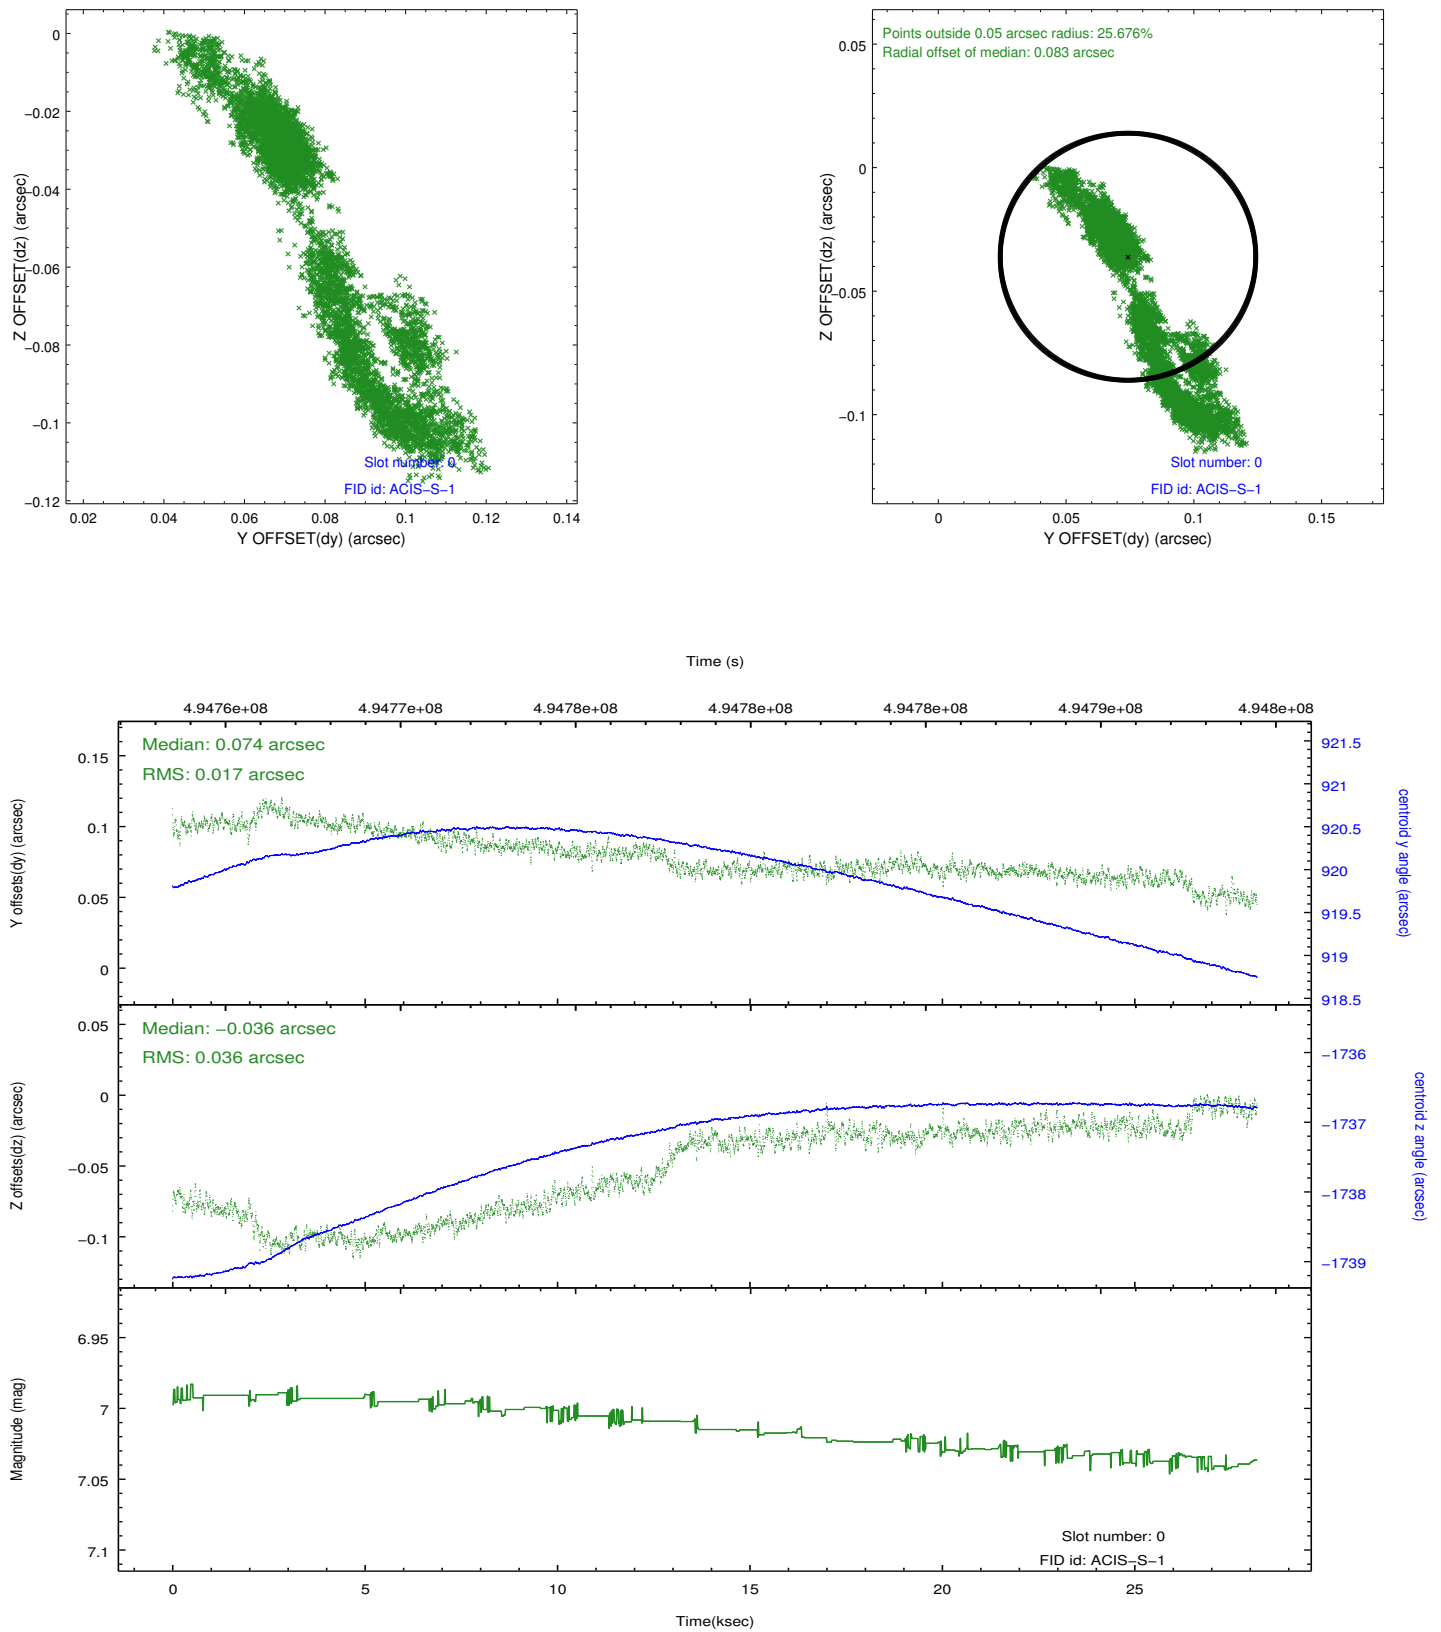 0
−0.02
−0.04
−0.06
−0.08
−0.1
−0.12
Z OFFSET(dz) (arcsec)
Slot number: 0
FID id: ACIS−S−1
0.02 0.04 0.06 0.08 0.1 0.12 0.14
Y OFFSET(dy) (arcsec)
Points outside 0.05 arcsec radius: 25.676%
Radial offset of median: 0.083 arcsec
0.05
0
−0.05
−0.1
Z OFFSET(dz) (arcsec)
Slot number: 0
FID id: ACIS−S−1
0 0.05 0.1 0.15
Y OFFSET(dy) (arcsec)
Time (s)
4.9476e+08 4.9477e+08 4.9478e+08 4.9478e+08 4.9478e+08 4.9479e+08 4.948e+08
Median: 0.074 arcsec
RMS: 0.017 arcsec
0.15
0.1
0.05
0
Y offsets(dy) (arcsec)
921.5
921
920.5
920
919.5
919
918.5
centroid y angle (arcsec)
Median: −0.036 arcsec
RMS: 0.036 arcsec
0.05
0
−0.05
−0.1
Z offsets(dz) (arcsec)
−1736
−1737
−1738
−1739
centroid z angle (arcsec)
6.95
7
7.05
7.1
Magnitude (mag)
Slot number: 0
FID id: ACIS−S−1
0 5 10 15 20 25
Time(ksec)